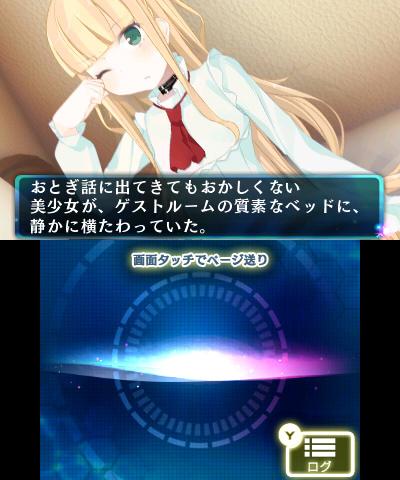 おとぎ話に出てきてもおかしくない
美少女が、ゲストルームの質素なベッドに、
静かに横たわっていた。
画面タッチでページ送り
Y
ログ